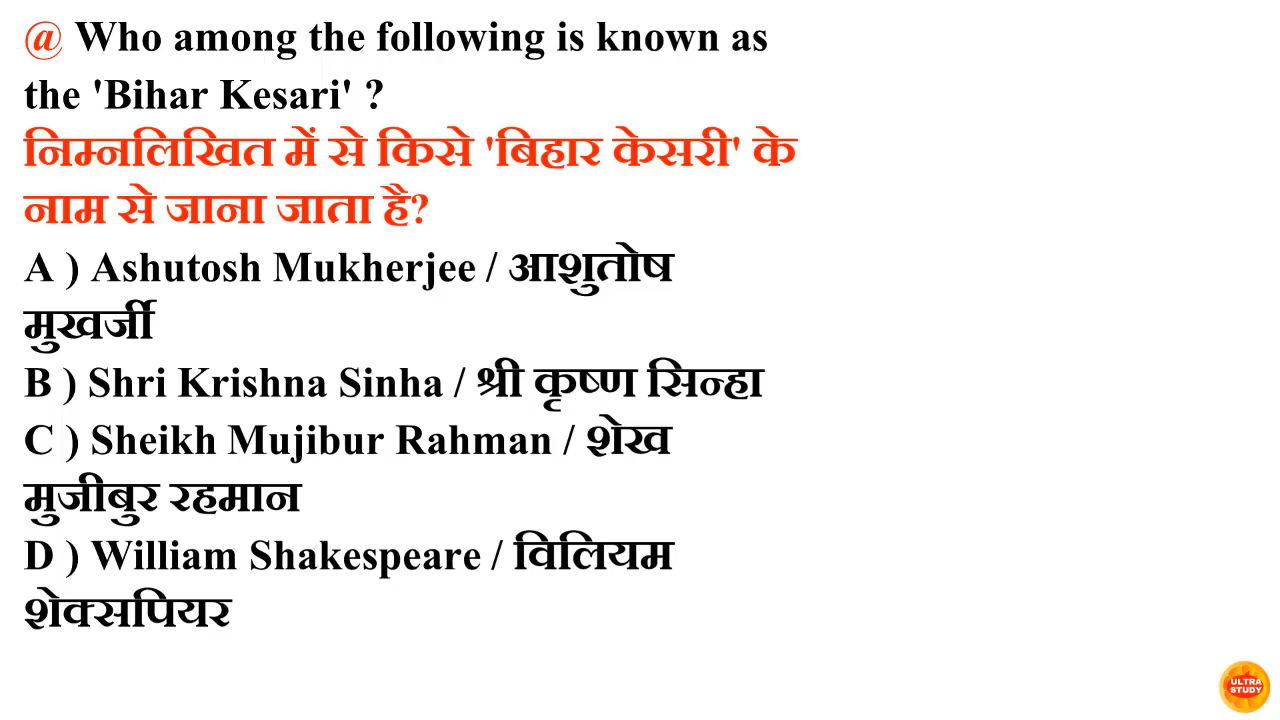 @ Who among the following is known as
the 'Bihar Kesari' ?
निम्नलिखित में से किसे 'बिहार केसरी' के
नाम से जाना जाता है?
A ) Ashutosh Mukherjee / आशुतोष
मुखर्जी
B ) Shri Krishna Sinha / श्री कृष्ण सिन्हा
C ) Sheikh Mujibur Rahman / शेख
मुजीबुर रहमान
D ) William Shakespeare / विलियम
शेक्सपियर
ULTRA
STUDY